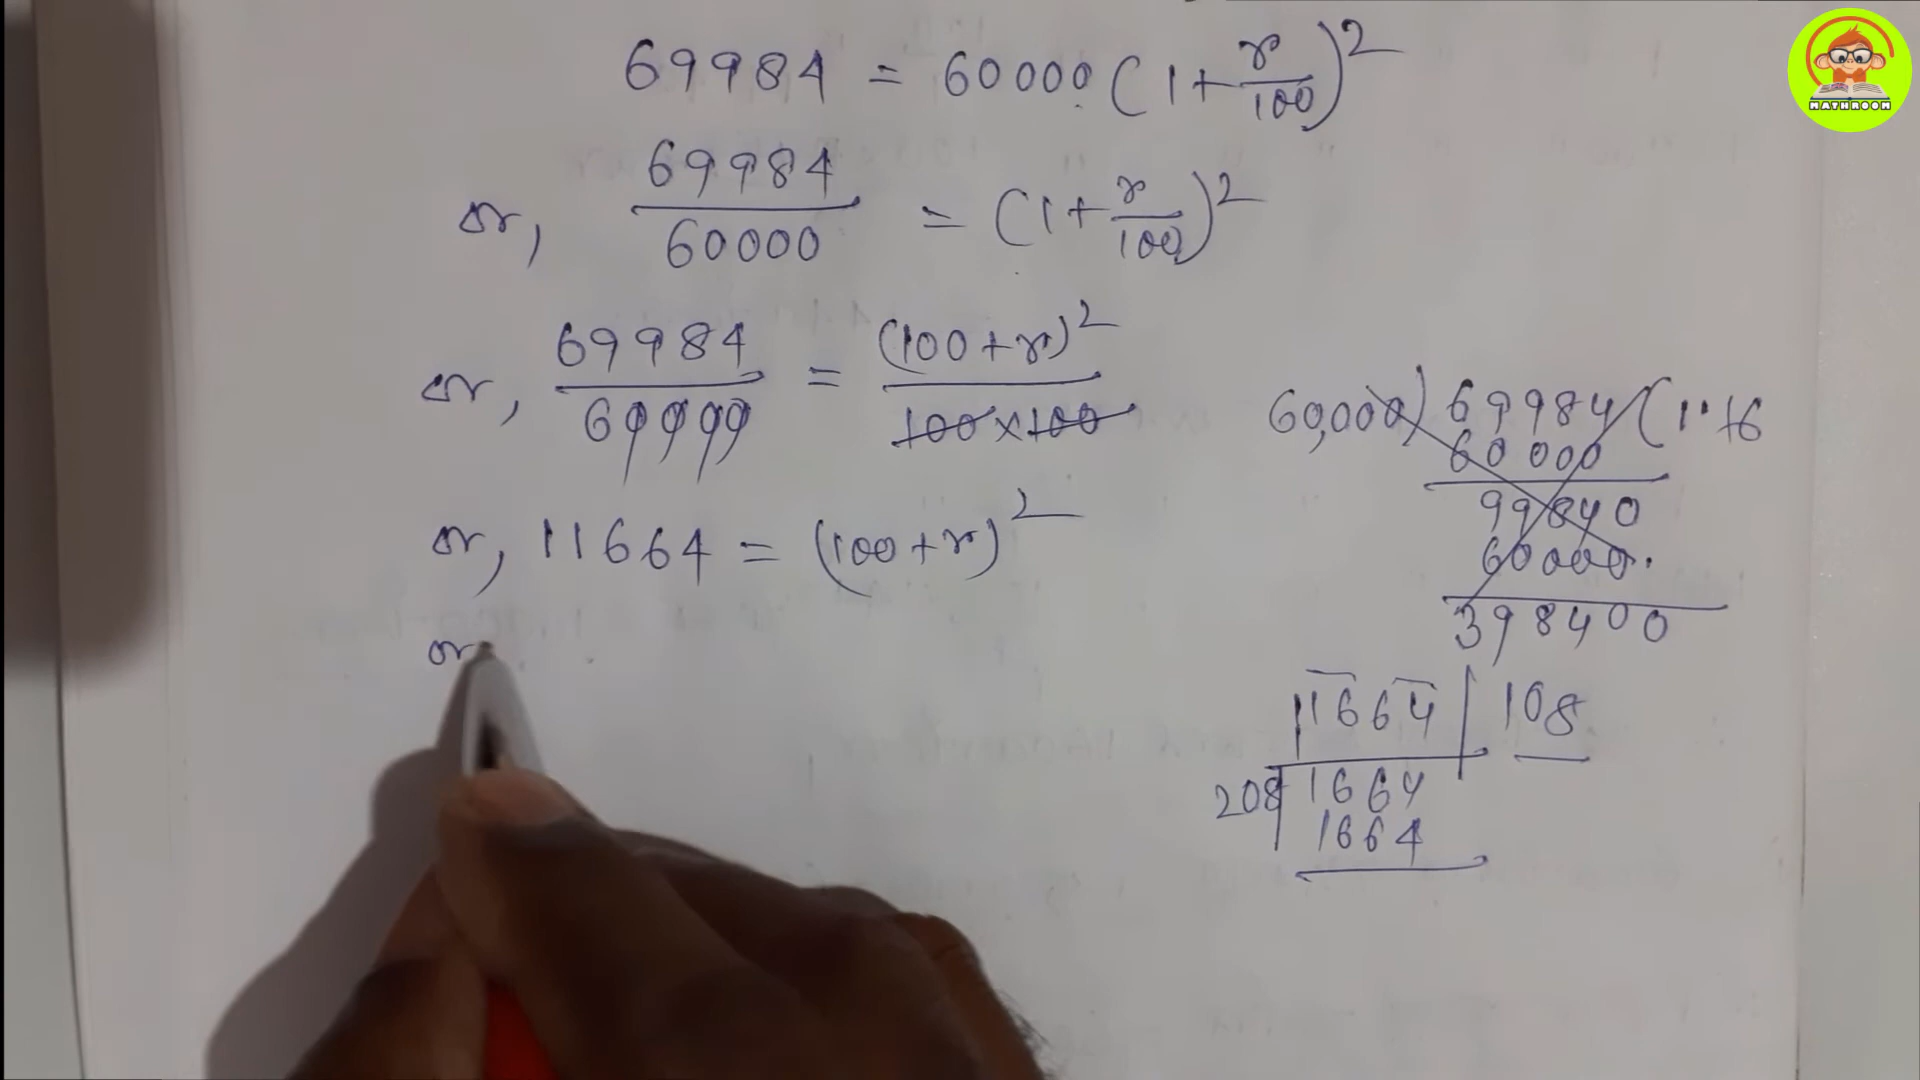 69984 = 60000 (1 + r/100)^2
or, 69984/60000 = (1 + r/100)^2
or, 69984/60000 = (100 + r)^2/100×100
or, 11664 = (100 + r)^2
or
60,000) 69984 (1.16
60000
99840
60000.
398400
11664 | 108
208 | 1664
1664
MATHROOM